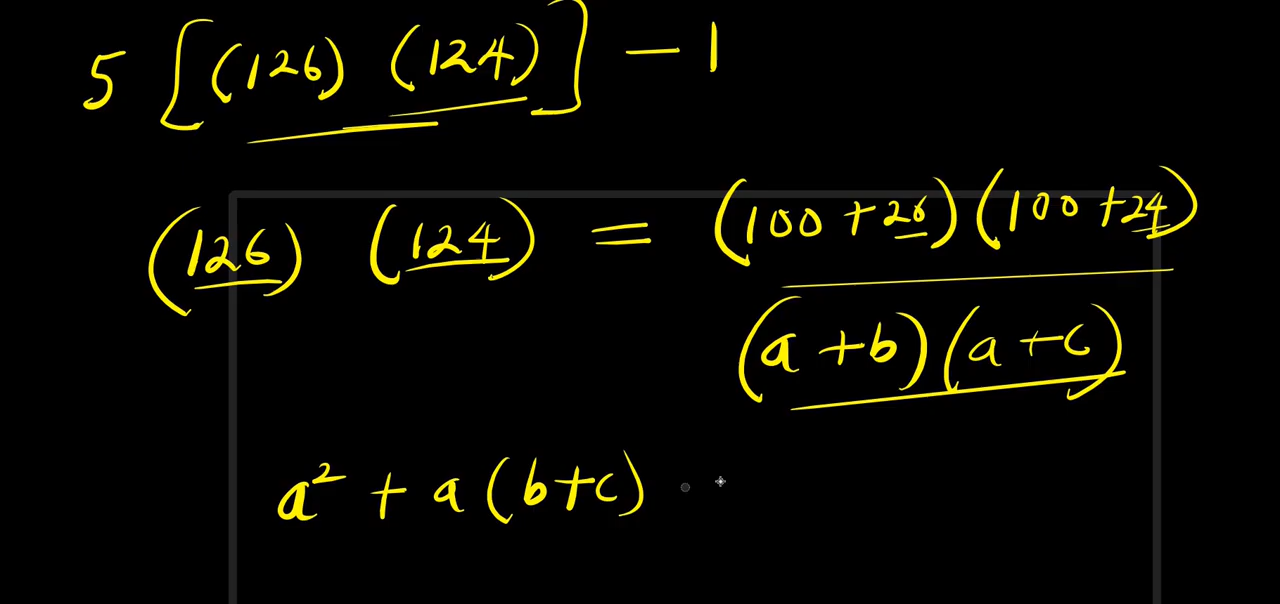 5 [(126) (124)] - 1
(126) (124) = (100 + 26)(100 + 24)
(a + b)(a + c)
a² + a (b+c)